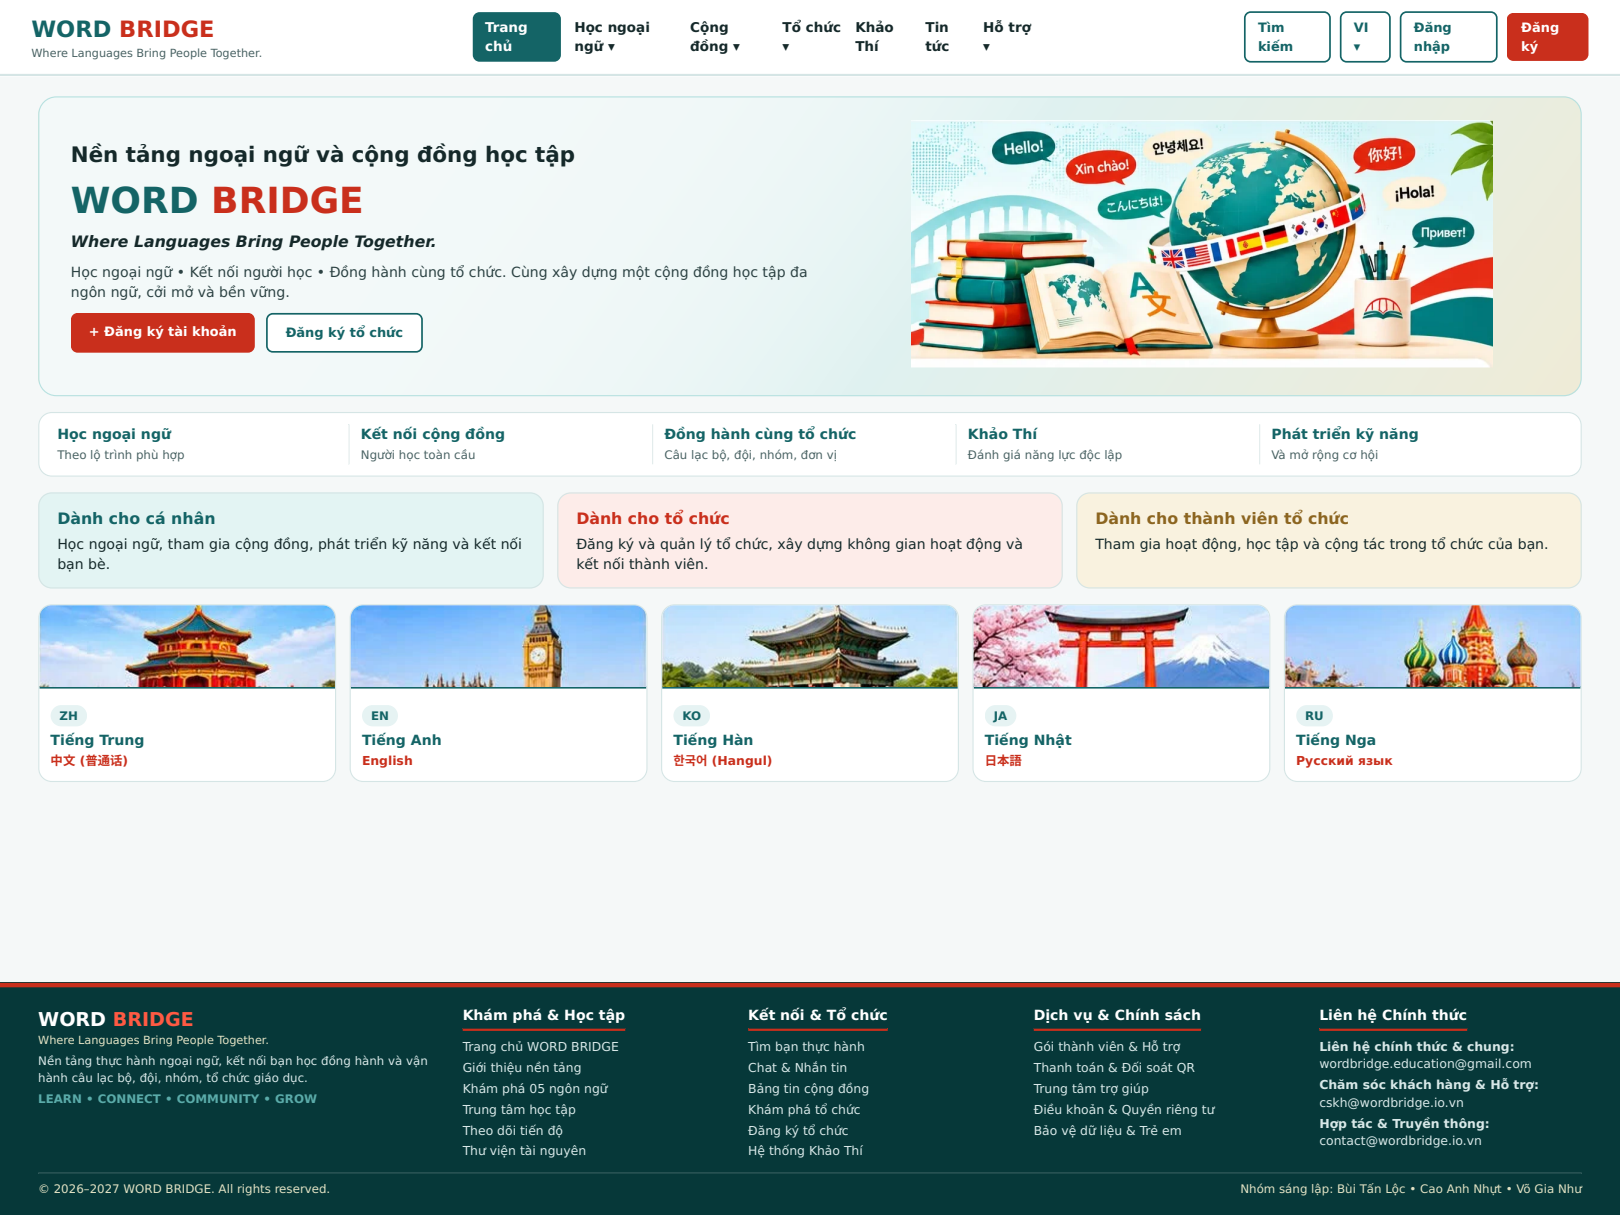 WORD BRIDGE
Where Languages Bring People Together.
Trang chủ
Học ngoại ngữ ▾
Cộng đồng ▾
Tổ chức ▾
Khảo Thí
Tin tức
Hỗ trợ ▾
Tìm kiếm
VI ▾
Đăng nhập
Đăng ký
Nền tảng ngoại ngữ và cộng đồng học tập
WORD BRIDGE
Where Languages Bring People Together.
Học ngoại ngữ • Kết nối người học • Đồng hành cùng tổ chức. Cùng xây dựng một cộng đồng học tập đa
ngôn ngữ, cởi mở và bền vững.
+ Đăng ký tài khoản
Đăng ký tổ chức
Hello!
Xin chào!
안녕하세요!
こんにちは!
你好!
¡Hola!
Привет!
A
文
Học ngoại ngữ
Theo lộ trình phù hợp
Kết nối cộng đồng
Người học toàn cầu
Đồng hành cùng tổ chức
Câu lạc bộ, đội, nhóm, đơn vị
Khảo Thí
Đánh giá năng lực độc lập
Phát triển kỹ năng
Và mở rộng cơ hội
Dành cho cá nhân
Học ngoại ngữ, tham gia cộng đồng, phát triển kỹ năng và kết nối
bạn bè.
Dành cho tổ chức
Đăng ký và quản lý tổ chức, xây dựng không gian hoạt động và
kết nối thành viên.
Dành cho thành viên tổ chức
Tham gia hoạt động, học tập và cộng tác trong tổ chức của bạn.
ZH
Tiếng Trung
中文 (普通话)
EN
Tiếng Anh
English
KO
Tiếng Hàn
한국어 (Hangul)
JA
Tiếng Nhật
日本語
RU
Tiếng Nga
Русский язык
WORD BRIDGE
Where Languages Bring People Together.
Nền tảng thực hành ngoại ngữ, kết nối bạn học đồng hành và vận
hành câu lạc bộ, đội, nhóm, tổ chức giáo dục.
LEARN • CONNECT • COMMUNITY • GROW
Khám phá & Học tập
Trang chủ WORD BRIDGE
Giới thiệu nền tảng
Khám phá 05 ngôn ngữ
Trung tâm học tập
Theo dõi tiến độ
Thư viện tài nguyên
Kết nối & Tổ chức
Tìm bạn thực hành
Chat & Nhắn tin
Bảng tin cộng đồng
Khám phá tổ chức
Đăng ký tổ chức
Hệ thống Khảo Thí
Dịch vụ & Chính sách
Gói thành viên & Hỗ trợ
Thanh toán & Đối soát QR
Trung tâm trợ giúp
Điều khoản & Quyền riêng tư
Bảo vệ dữ liệu & Trẻ em
Liên hệ Chính thức
Liên hệ chính thức & chung:
wordbridge.education@gmail.com
Chăm sóc khách hàng & Hỗ trợ:
cskh@wordbridge.io.vn
Hợp tác & Truyền thông:
contact@wordbridge.io.vn
© 2026–2027 WORD BRIDGE. All rights reserved.
Nhóm sáng lập: Bùi Tấn Lộc • Cao Anh Nhựt • Võ Gia Như